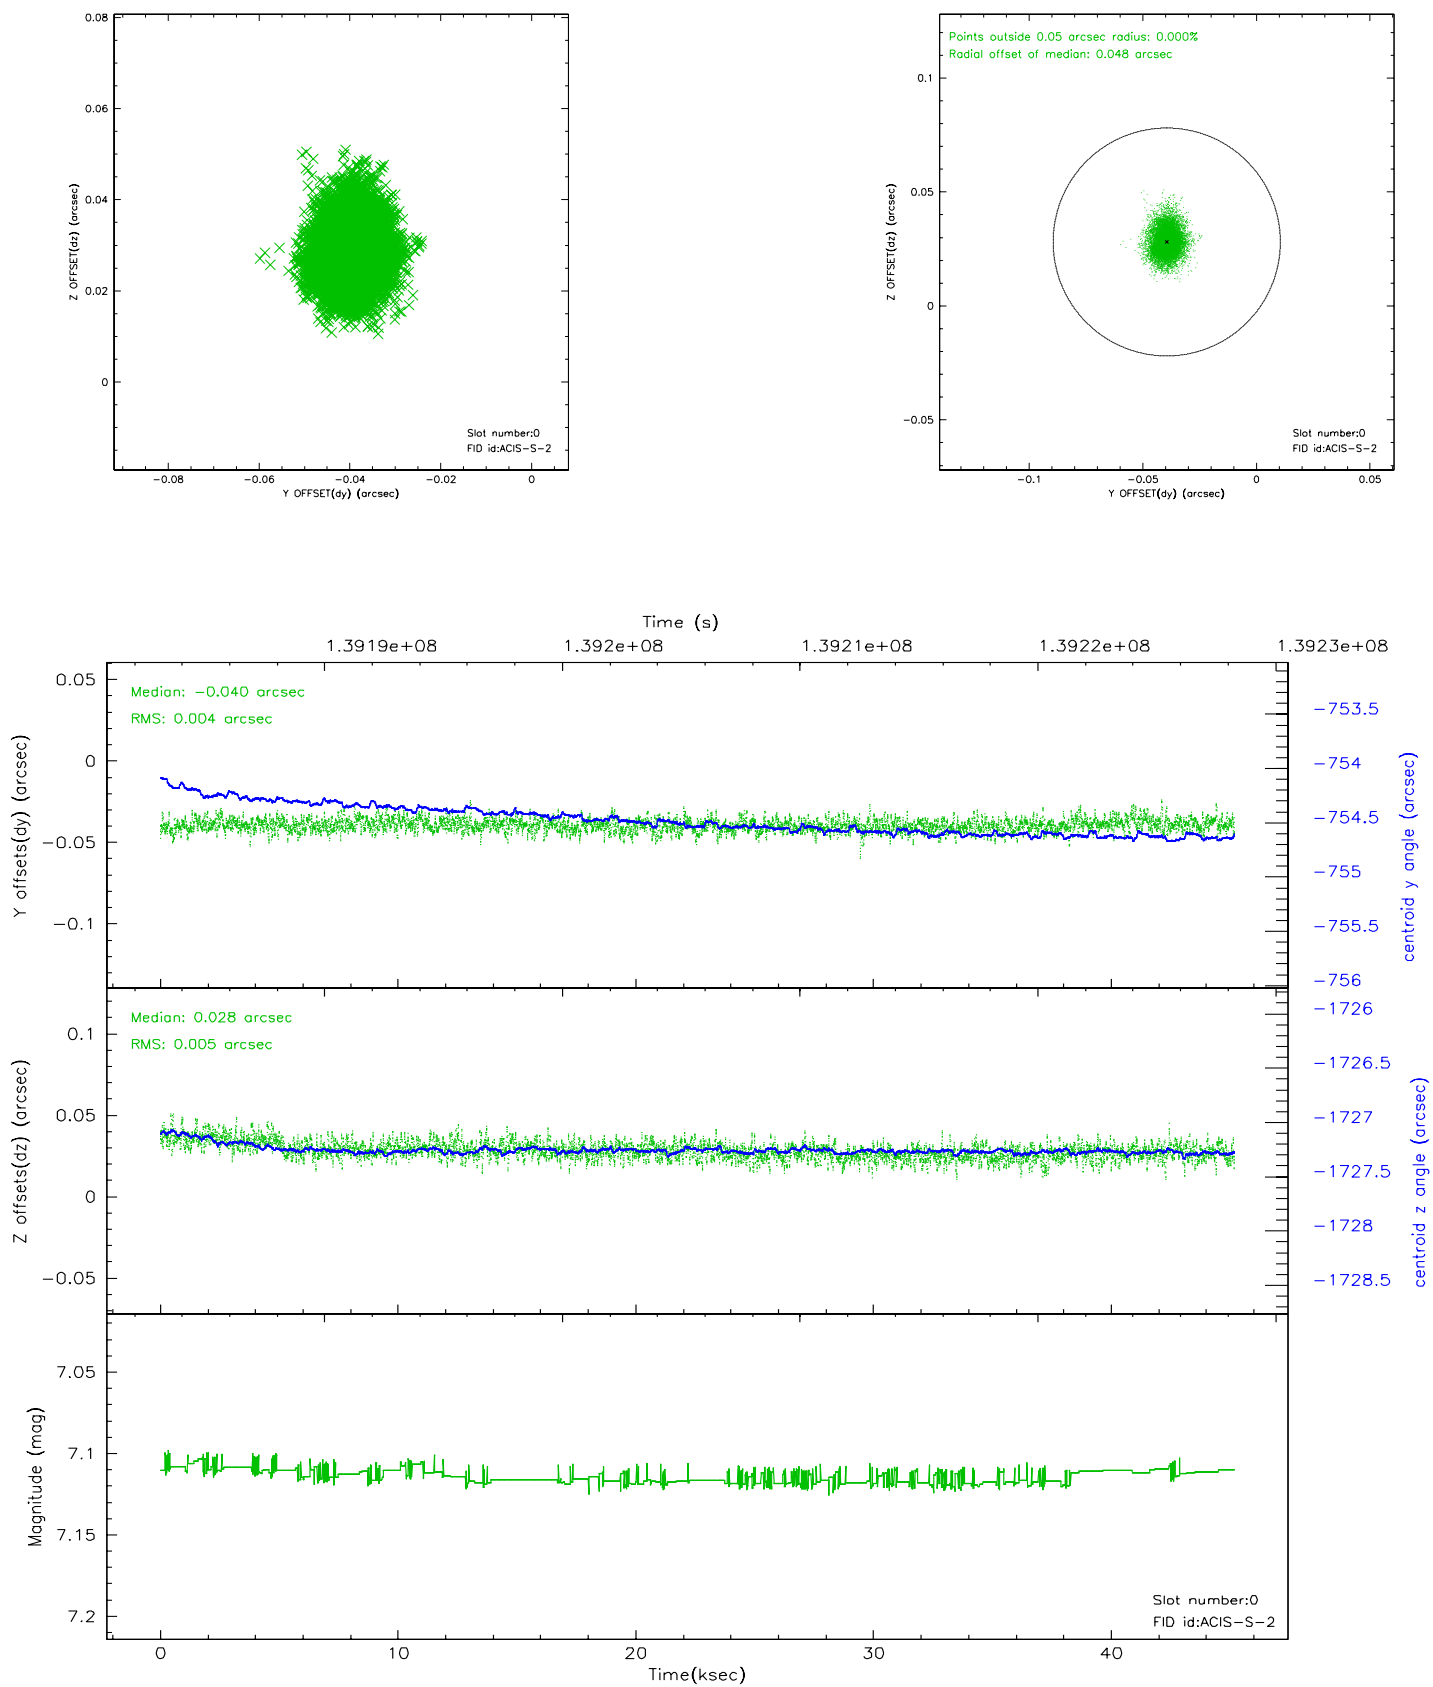 0.08
0.06
0.04
0.02
0
Z OFFSET(dz) (arcsec)
Slot number:0
FID id:ACIS-S-2
-0.08
-0.06
-0.04
-0.02
0
Y OFFSET(dy) (arcsec)
Points outside 0.05 arcsec radius: 0.000%
Radial offset of median: 0.048 arcsec
0.1
0.05
0
-0.05
Z OFFSET(dz) (arcsec)
Slot number:0
FID id:ACIS-S-2
-0.1
-0.05
0
0.05
Y OFFSET(dy) (arcsec)
Time (s)
1.3919e+08
1.392e+08
1.3921e+08
1.3922e+08
1.3923e+08
Median: -0.040 arcsec
RMS: 0.004 arcsec
0.05
0
-0.05
-0.1
Y offsets(dy) (arcsec)
-753.5
-754
-754.5
-755
-755.5
-756
centroid y angle (arcsec)
Median: 0.028 arcsec
RMS: 0.005 arcsec
0.1
0.05
0
-0.05
Z offsets(dz) (arcsec)
-1726
-1726.5
-1727
-1727.5
-1728
-1728.5
centroid z angle (arcsec)
7.05
7.1
7.15
7.2
Magnitude (mag)
Slot number:0
FID id:ACIS-S-2
0
10
20
30
40
Time(ksec)